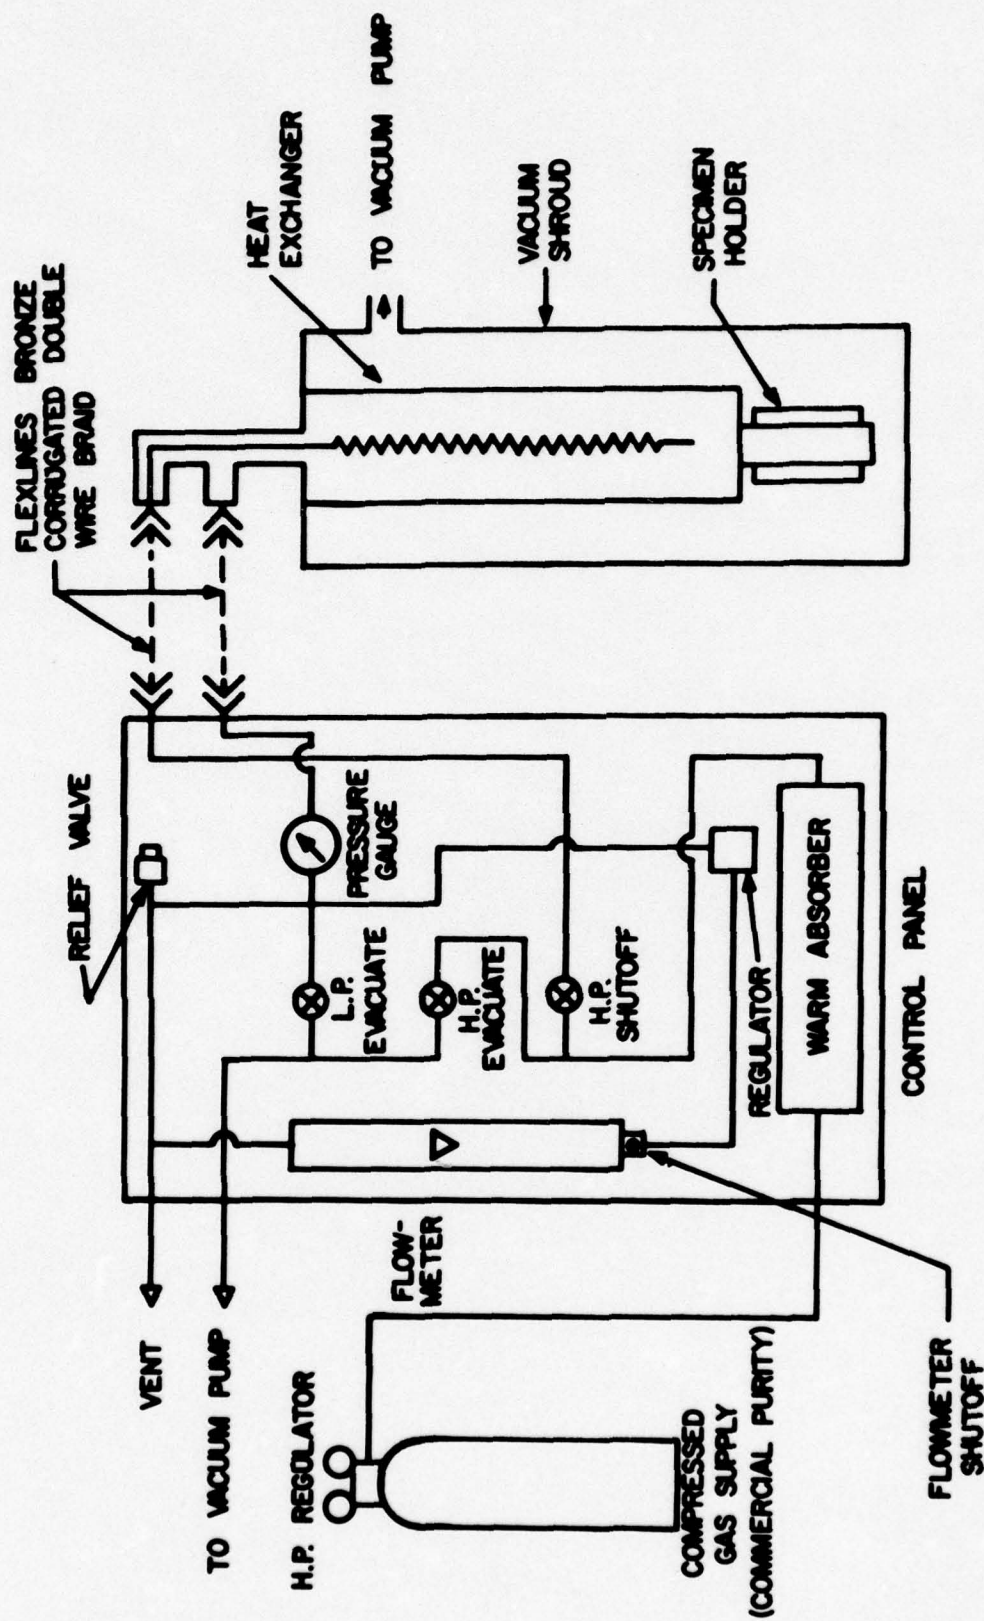 FLEXLINES BRONZE
CORRUGATED DOUBLE
WIRE BRAID
HEAT
EXCHANGER
TO VACUUM PUMP
VACUUM
SHROUD
SPECIMEN
HOLDER
RELIEF VALVE
PRESSURE
GAUGE
L.P.
EVACUATE
H.P.
EVACUATE
H.P.
SHUTOFF
REGULATOR
WARM ABSORBER
CONTROL PANEL
VENT
TO VACUUM PUMP
FLOW-
METER
H.P. REGULATOR
COMPRESSED
GAS SUPPLY
(COMMERCIAL PURITY)
FLOWMETER
SHUTOFF